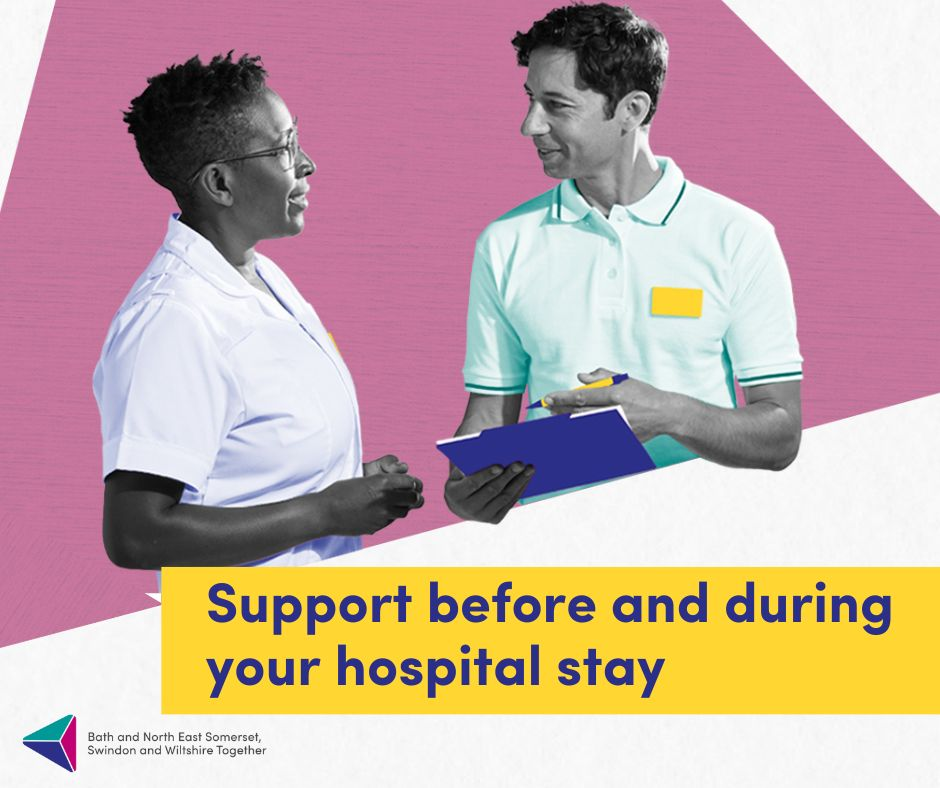 Support before and during
your hospital stay
Bath and North East Somerset,
Swindon and Wiltshire Together